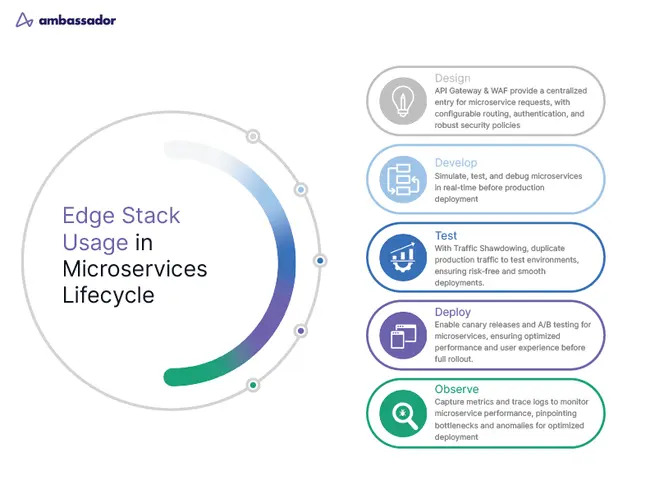 ambassador
Edge Stack
Usage in
Microservices
Lifecycle
Design
API Gateway & WAF provide a centralized
entry for microservice requests, with
configurable routing, authentication, and
robust security policies
Develop
Simulate, test, and debug microservices
in real-time before production
deployment
Test
With Traffic Shawdowing, duplicate
production traffic to test environments,
ensuring risk-free and smooth
deployments.
Deploy
Enable canary releases and A/B testing for
microservices, ensuring optimized
performance and user experience before
full rollout.
Observe
Capture metrics and trace logs to monitor
microservice performance, pinpointing
bottlenecks and anomalies for optimized
deployment